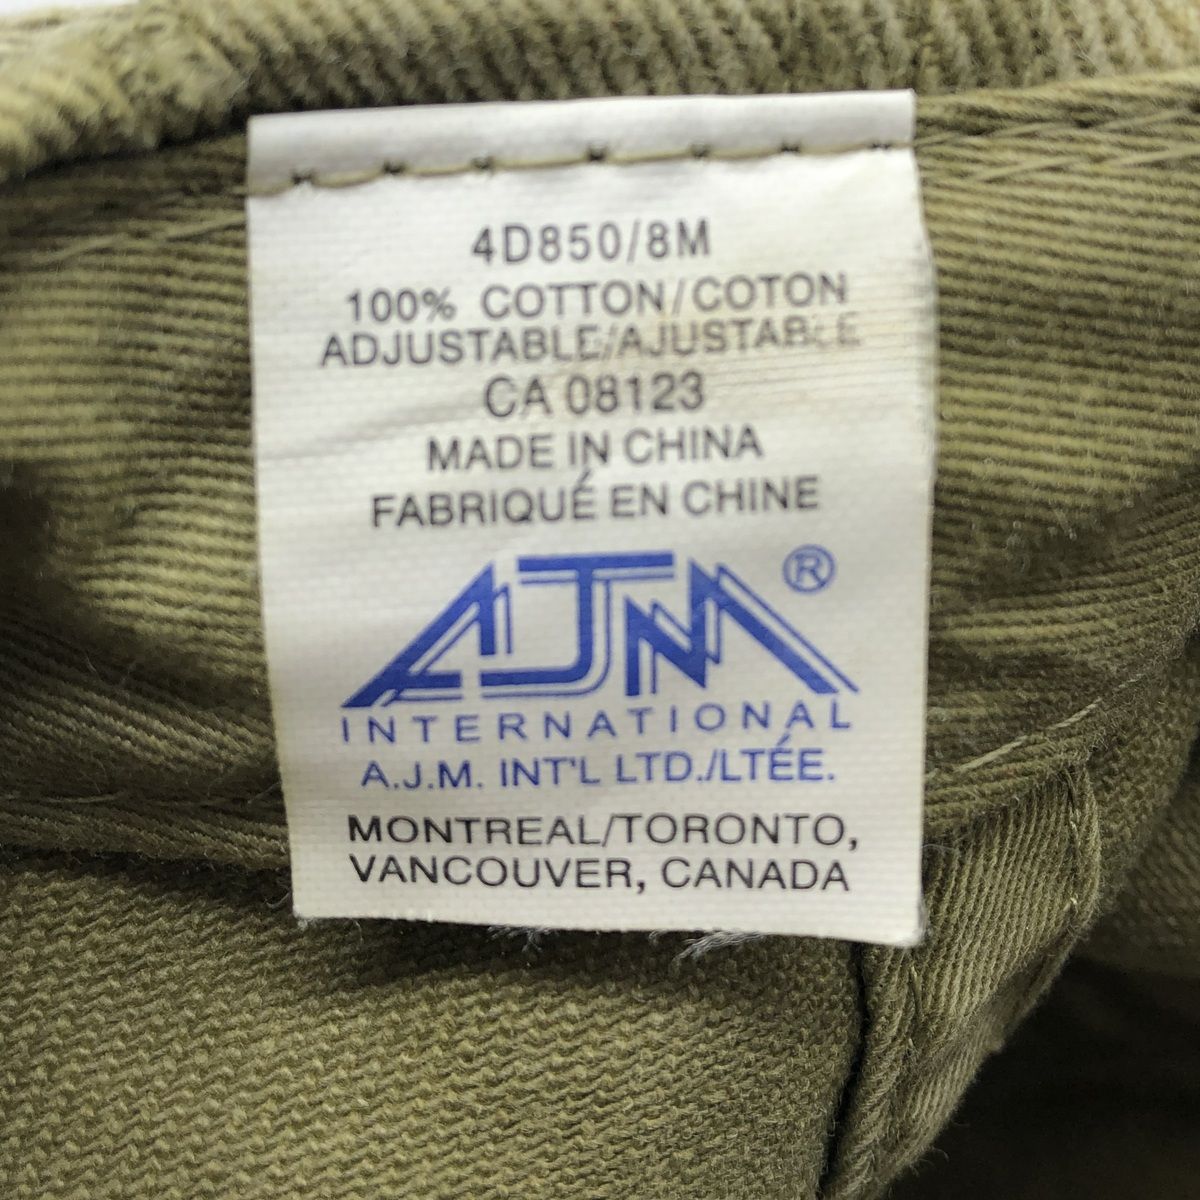 4D850/8M
100% COTTON/COTON
ADJUSTABLE/AJUSTABLE
CA 08123
MADE IN CHINA
FABRIQUÉ EN CHINE
AJM®
INTERNATIONAL
A.J.M. INT'L LTD./LTÉE.
MONTREAL/TORONTO,
VANCOUVER, CANADA